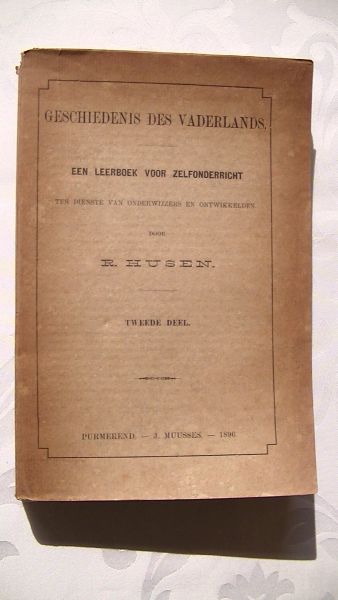 GESCHIEDENIS DES VADERLANDS.
EEN LEERBOEK VOOR ZELFONDERRICHT
TEN DIENSTE VAN ONDERWIJZERS EN ONTWIKKELDEN
DOOR
R. HUSEN.
TWEEDE DEEL.
PURMEREND. — J. MUUSSES. — 1896